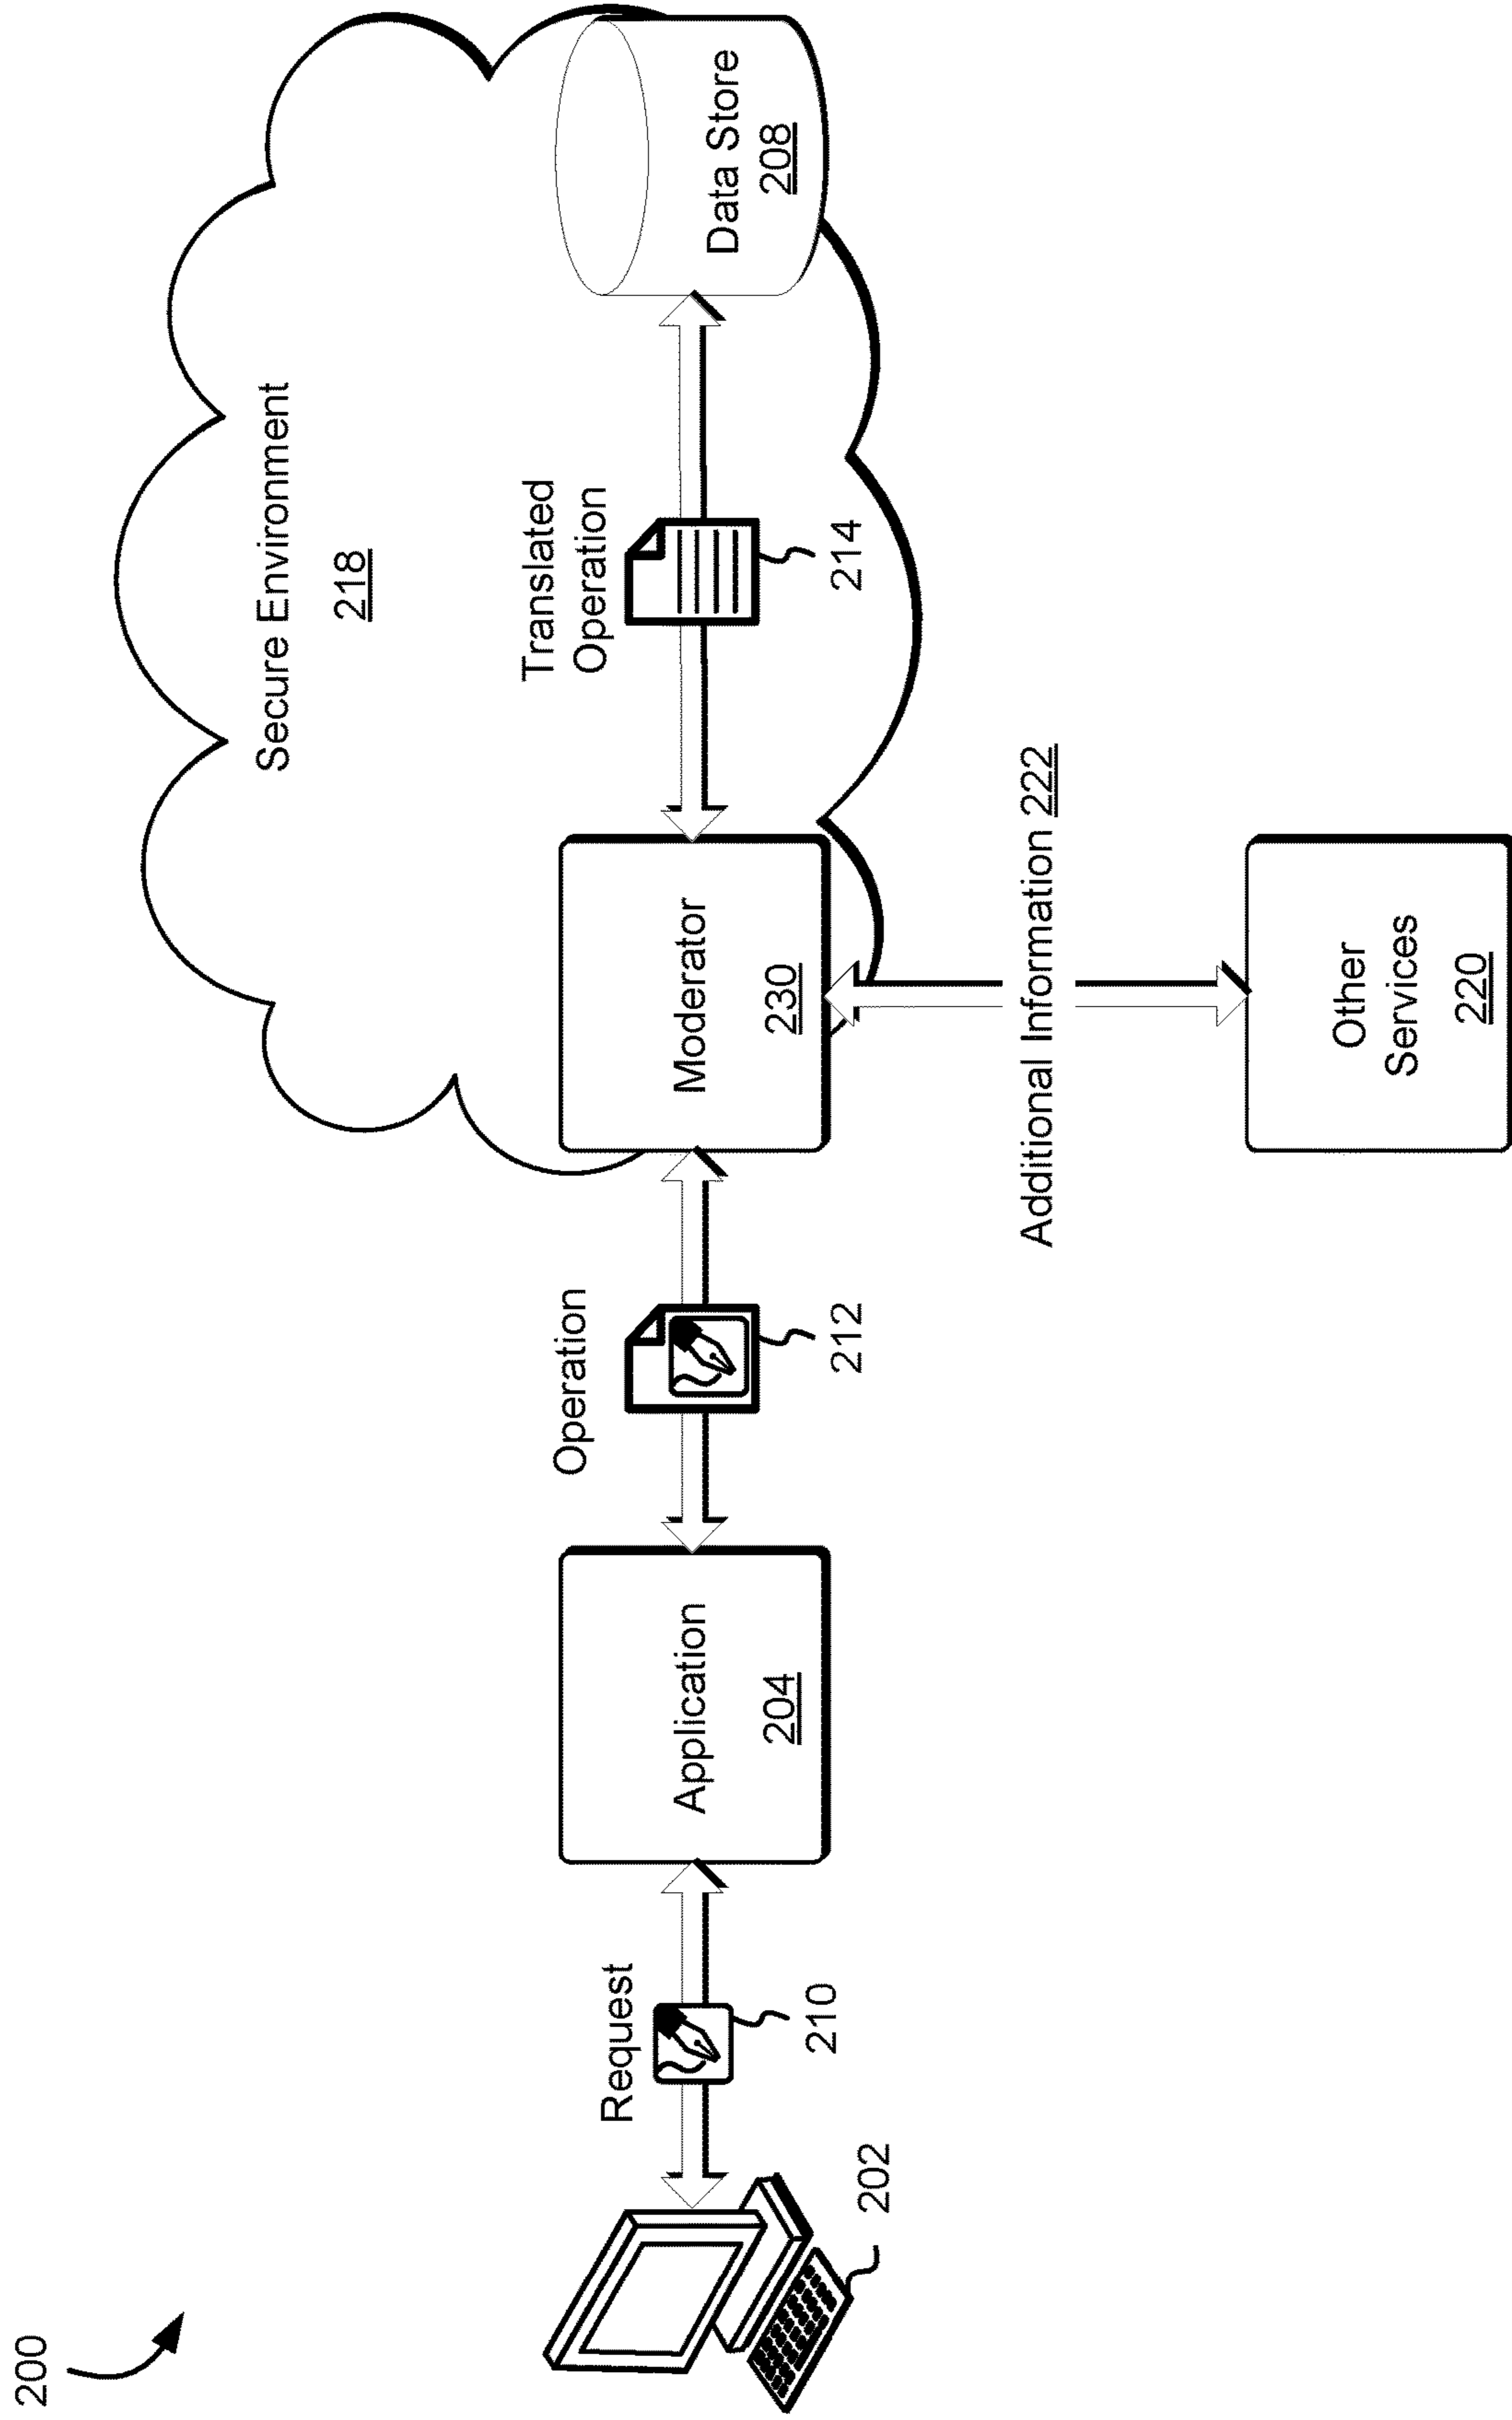 200
Secure Environment
218
Translated
Operation
214
Data Store
208
Request
210
202
Application
204
Operation
212
Moderator
230
Additional Information 222
Other
Services
220